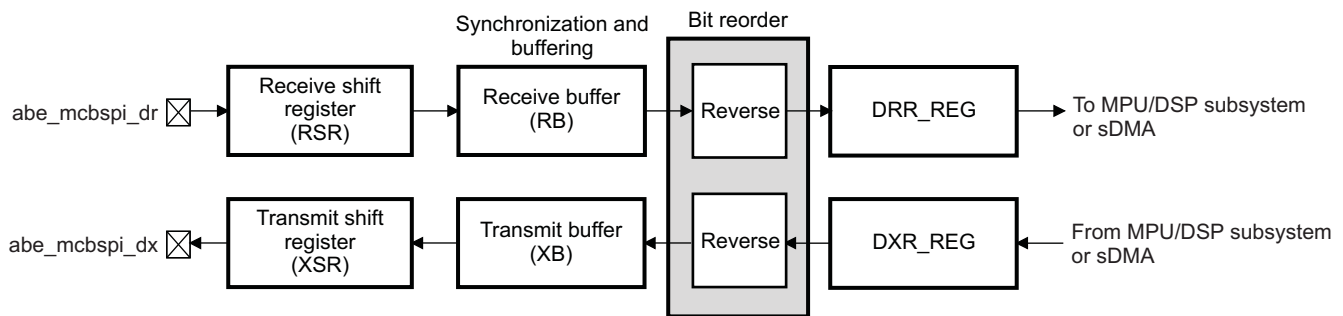 Bit reorder
Synchronization and
buffering
abe_mcbspi_dr
Receive shift
register
(RSR)
Receive buffer
(RB)
Reverse
DRR_REG
To MPU/DSP subsystem
or sDMA
abe_mcbspi_dx
Transmit shift
register
(XSR)
Transmit buffer
(XB)
Reverse
DXR_REG
From MPU/DSP subsystem
or sDMA